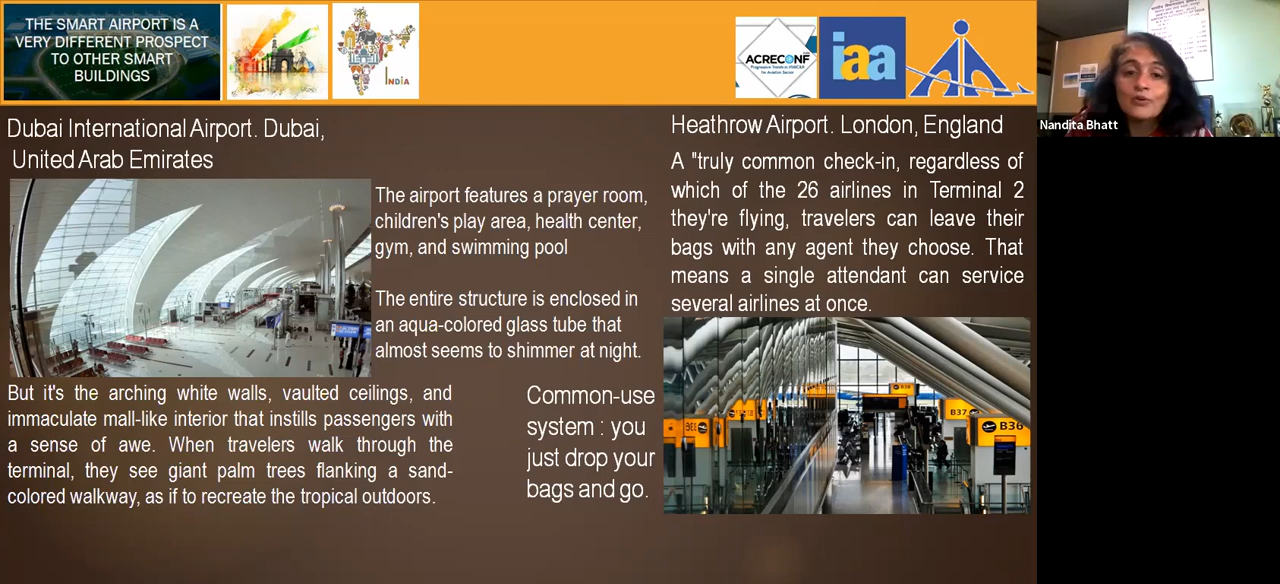 THE SMART AIRPORT IS A
VERY DIFFERENT PROSPECT
TO OTHER SMART
BUILDINGS
INDIA
ACRECONF
Progressive Trends in HVAC&R
for Aviation Sector
iaa
Nandita Bhatt
Dubai International Airport. Dubai,
United Arab Emirates
The airport features a prayer room,
children's play area, health center,
gym, and swimming pool
The entire structure is enclosed in
an aqua-colored glass tube that
almost seems to shimmer at night.
But it's the arching white walls, vaulted ceilings, and
immaculate mall-like interior that instills passengers with
a sense of awe. When travelers walk through the
terminal, they see giant palm trees flanking a sand-
colored walkway, as if to recreate the tropical outdoors.
Heathrow Airport. London, England
A "truly common check-in, regardless of
which of the 26 airlines in Terminal 2
they're flying, travelers can leave their
bags with any agent they choose. That
means a single attendant can service
several airlines at once.
Common-use
system : you
just drop your
bags and go.
B37
B36